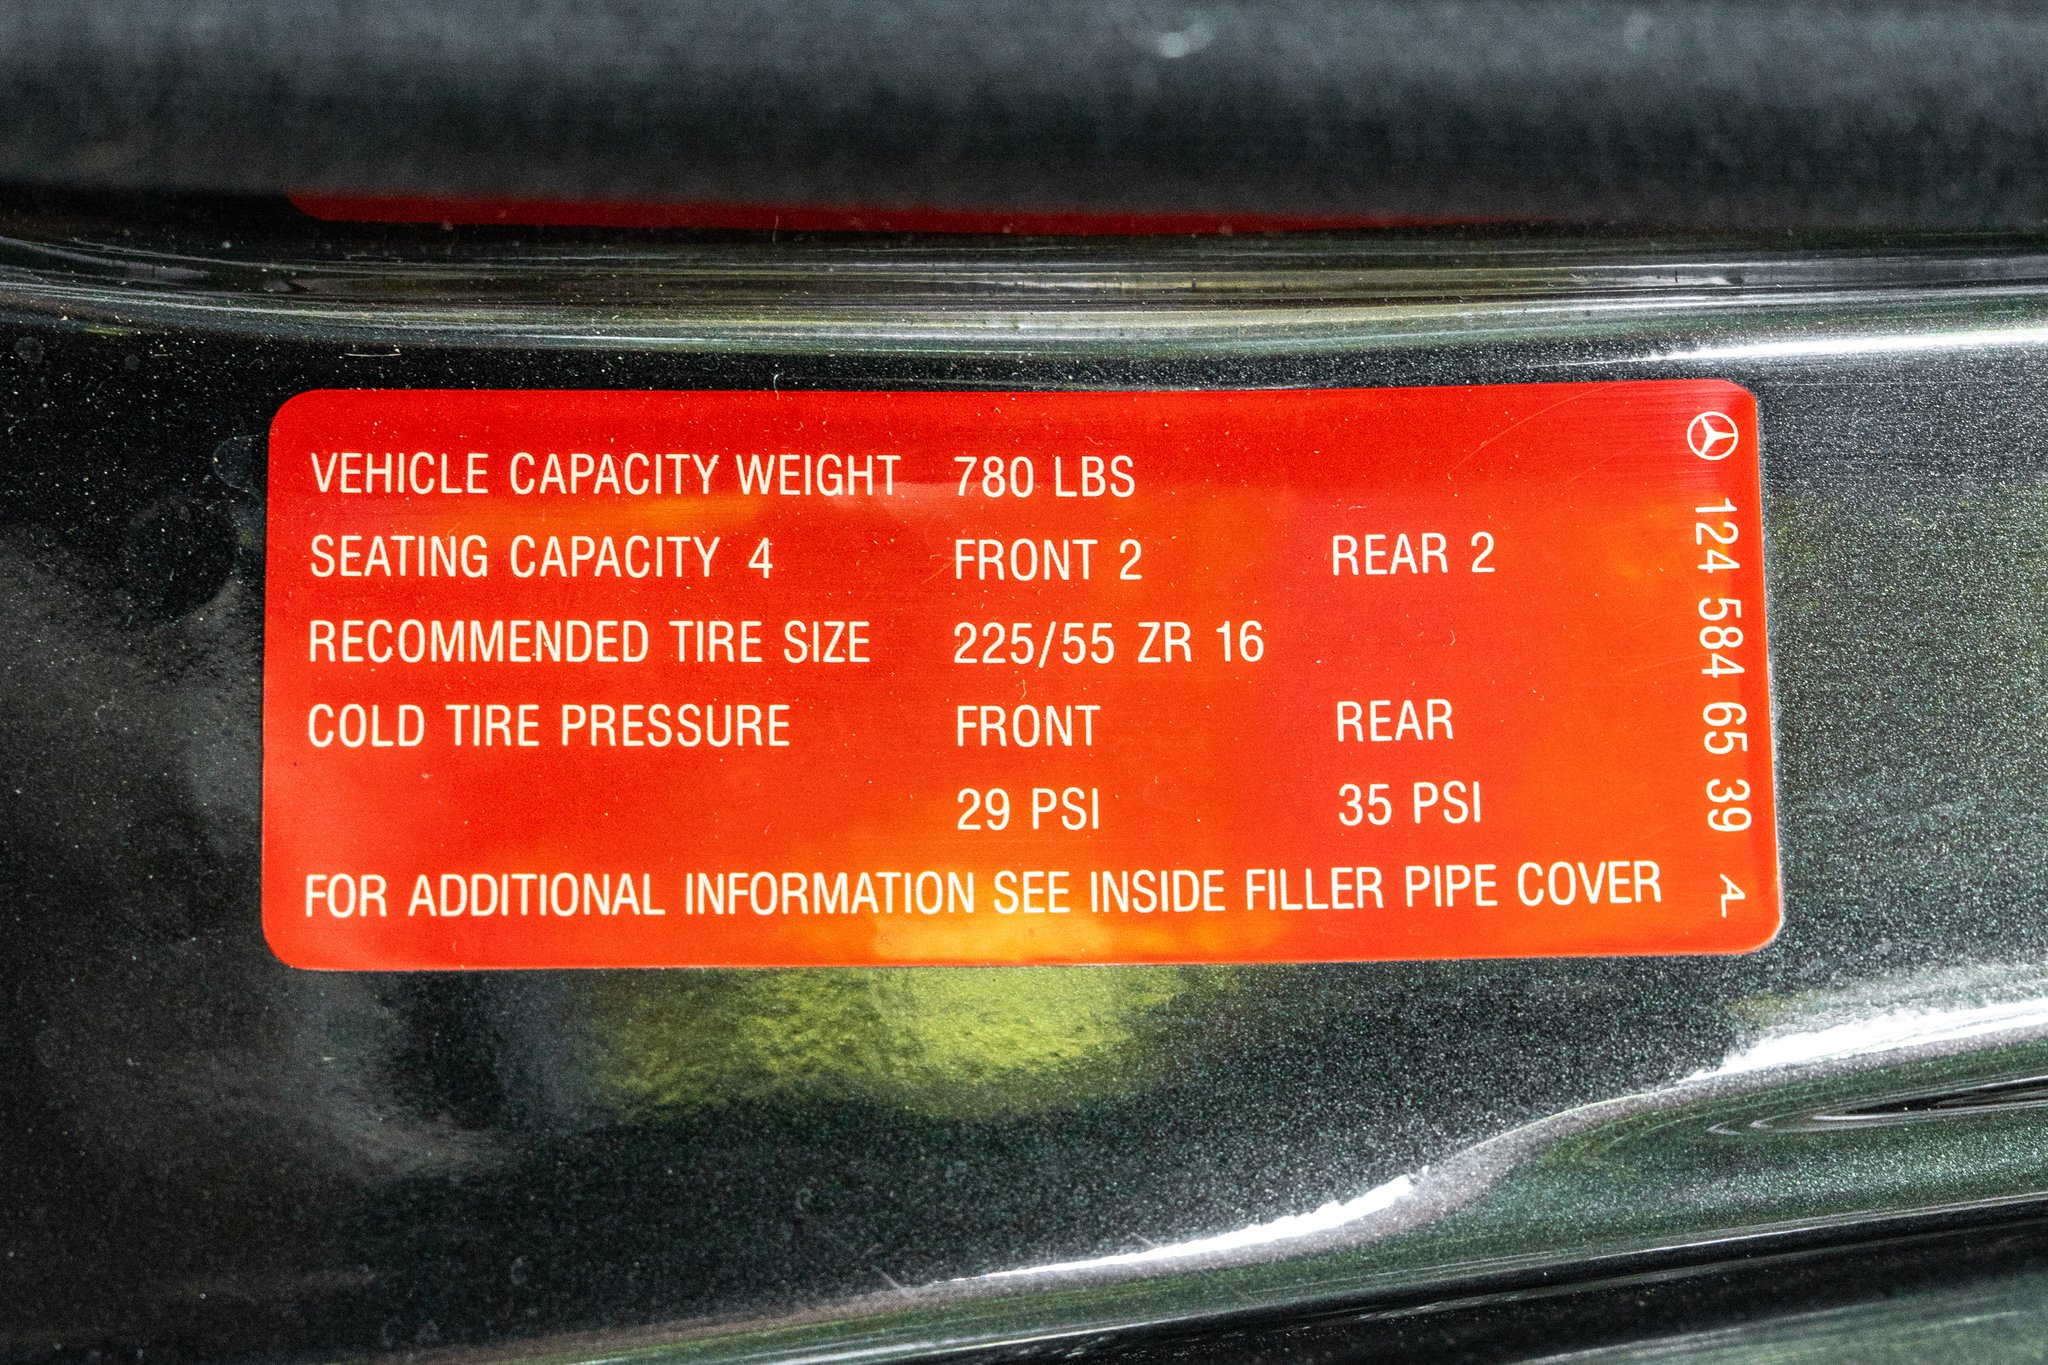 VEHICLE CAPACITY WEIGHT 780 LBS
SEATING CAPACITY 4 FRONT 2 REAR 2
RECOMMENDED TIRE SIZE 225/55 ZR 16
COLD TIRE PRESSURE FRONT REAR
29 PSI 35 PSI
FOR ADDITIONAL INFORMATION SEE INSIDE FILLER PIPE COVER
124 584 65 39